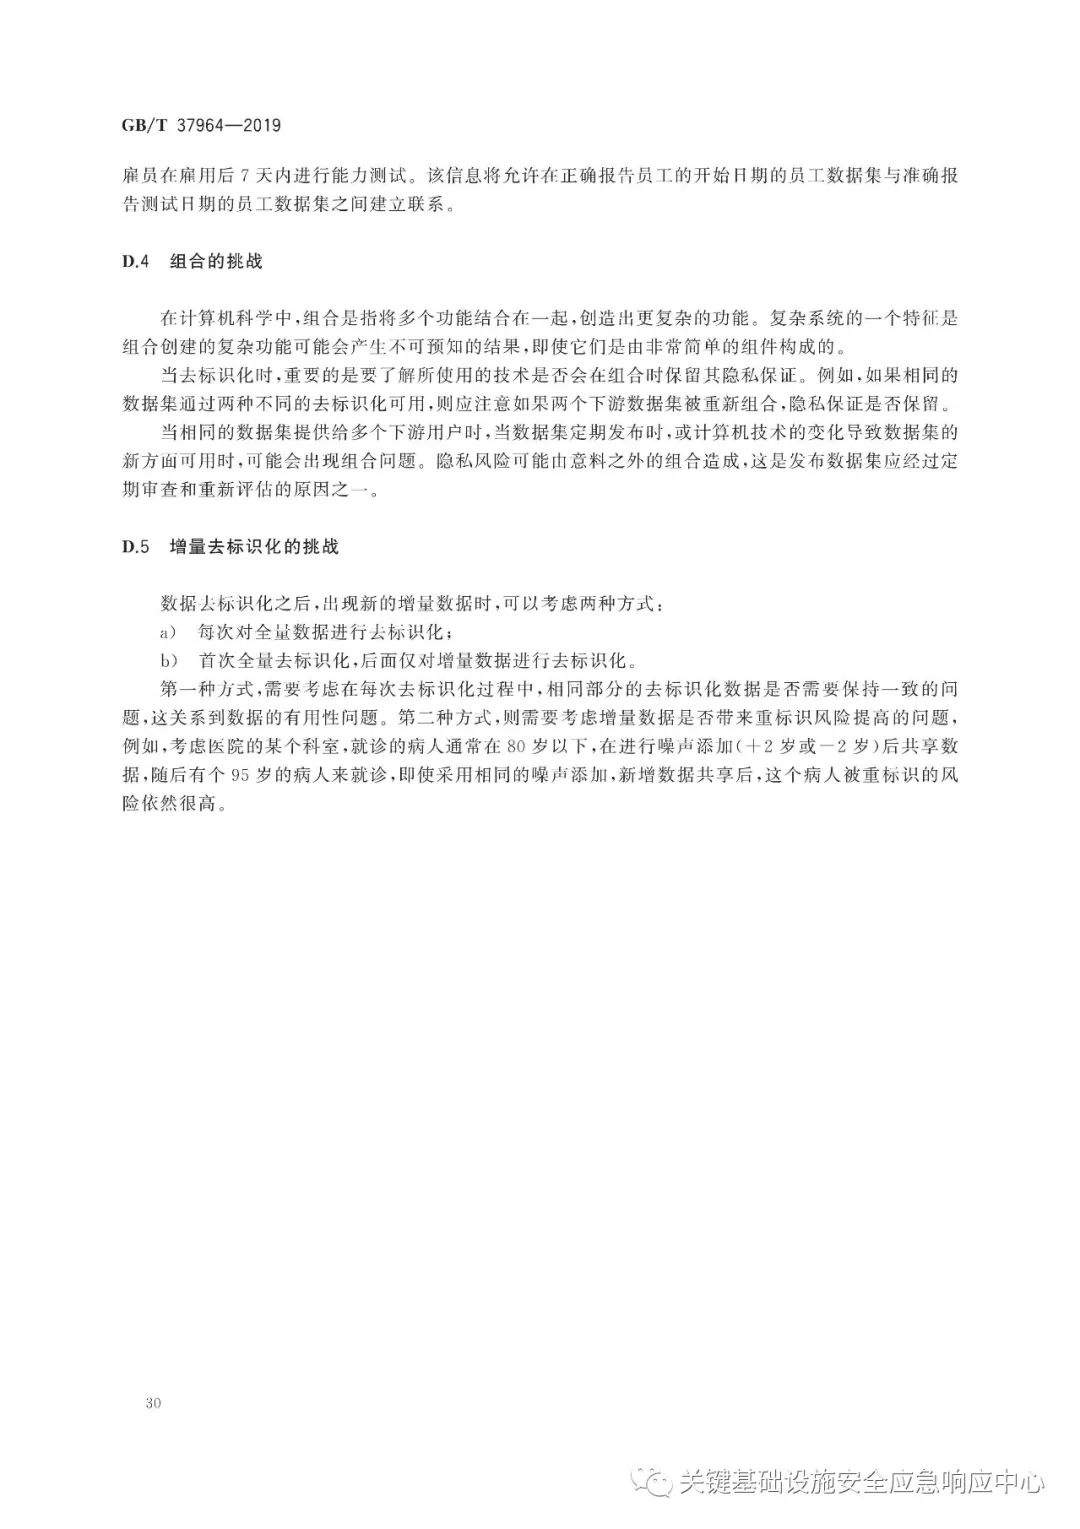 GB/T 37964—2019
雇员在雇用后 7 天内进行能力测试。该信息将允许在正确报告员工的开始日期的员工数据集与准确报
告测试日期的员工数据集之间建立联系。
D.4 组合的挑战
在计算机科学中,组合是指将多个功能结合在一起,创造出更复杂的功能。复杂系统的一个特征是
组合创建的复杂功能可能会产生不可预知的结果,即使它们是由非常简单的组件构成的。
当去标识化时,重要的是要了解所使用的技术是否会在组合时保留其隐私保证。例如,如果相同的
数据集通过两种不同的去标识化可用,则应注意如果两个下游数据集被重新组合,隐私保证是否保留。
当相同的数据集提供给多个下游用户时,当数据集定期发布时,或计算机技术的变化导致数据集的
新方面可用时,可能会出现组合问题。隐私风险可能由意料之外的组合造成,这是发布数据集应经过定
期审查和重新评估的原因之一。
D.5 增量去标识化的挑战
数据去标识化之后,出现新的增量数据时,可以考虑两种方式:
a) 每次对全量数据进行去标识化;
b) 首次全量去标识化,后面仅对增量数据进行去标识化。
第一种方式,需要考虑在每次去标识化过程中,相同部分的去标识化数据是否需要保持一致的问
题,这关系到数据的有用性问题。第二种方式,则需要考虑增量数据是否带来重标识风险提高的问题,
例如,考虑医院的某个科室,就诊的病人通常在 80 岁以下,在进行噪声添加(+2 岁或-2 岁)后共享数
据,随后有个 95 岁的病人来就诊,即使采用相同的噪声添加,新增数据共享后,这个病人被重标识的风
险依然很高。
30
关键基础设施安全应急响应中心